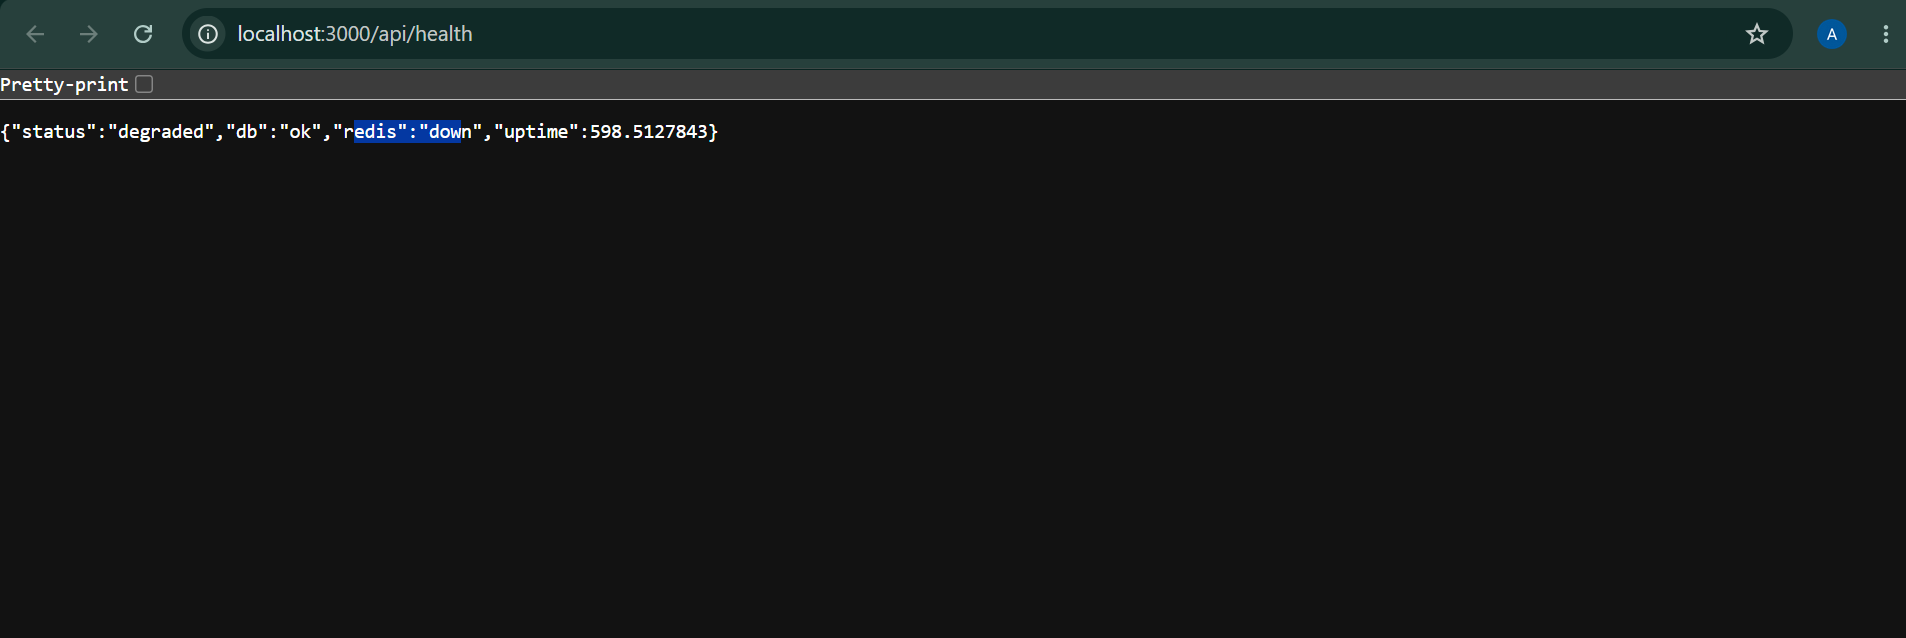 localhost:3000/api/health
A
Pretty-print
{"status":"degraded","db":"ok","redis":"down","uptime":598.5127843}